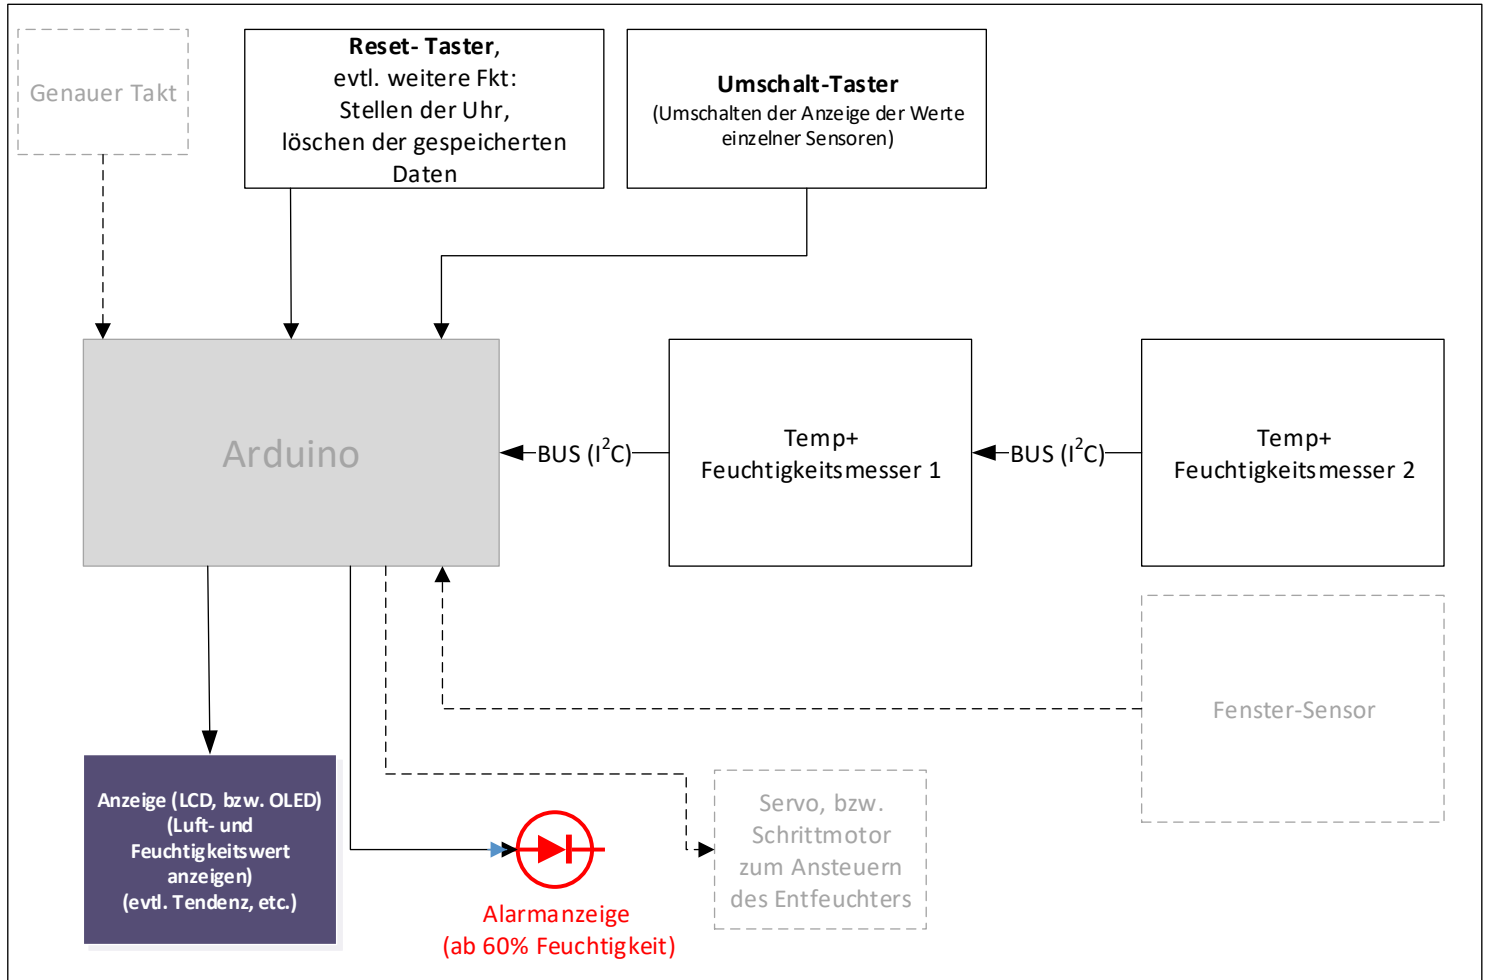 Genauer Takt
Reset- Taster,
evtl. weitere Fkt:
Stellen der Uhr,
löschen der gespeicherten
Daten
Umschalt-Taster
(Umschalten der Anzeige der Werte
einzelner Sensoren)
Arduino
BUS (I²C)
Temp+
Feuchtigkeitsmesser 1
BUS (I²C)
Temp+
Feuchtigkeitsmesser 2
Fenster-Sensor
Anzeige (LCD, bzw. OLED)
(Luft- und
Feuchtigkeitswert
anzeigen)
(evtl. Tendenz, etc.)
Alarmanzeige
(ab 60% Feuchtigkeit)
Servo, bzw.
Schrittmotor
zum Ansteuern
des Entfeuchters